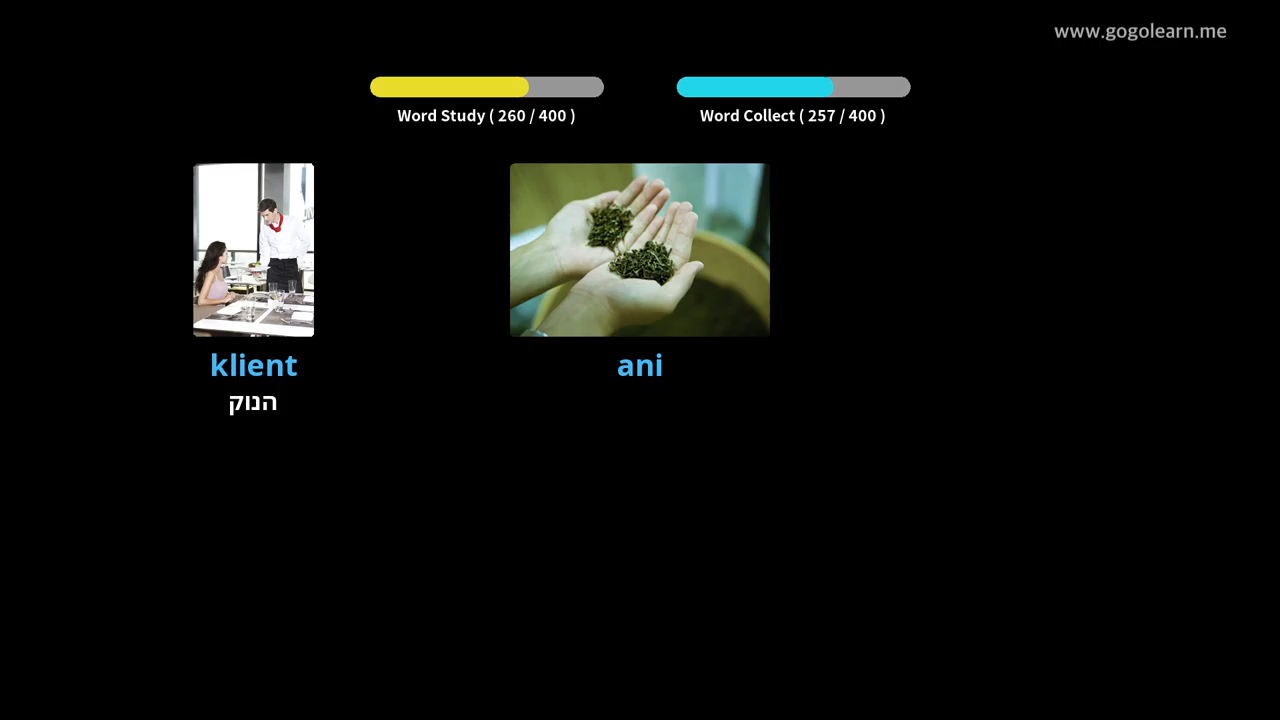 www.gogolearn.me
Word Study ( 260 / 400 )
Word Collect ( 257 / 400 )
klient
הנוק
ani